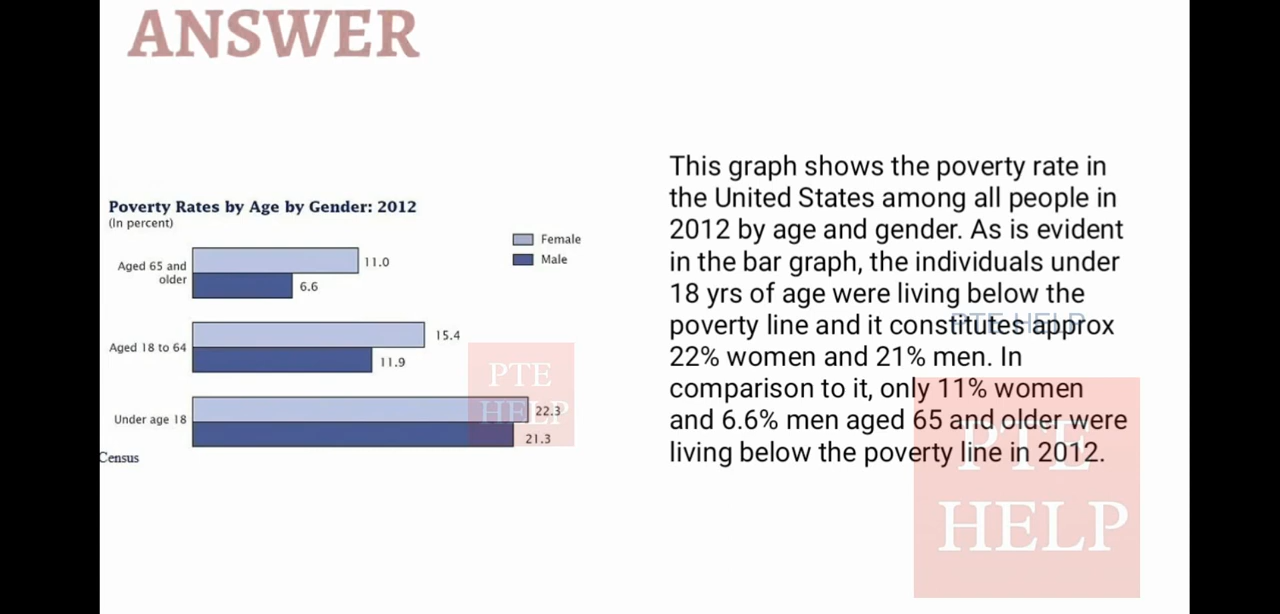 ANSWER
Poverty Rates by Age by Gender: 2012
(In percent)
Female
Male
Aged 65 and
older
11.0
6.6
Aged 18 to 64
15.4
11.9
Under age 18
22.3
21.3
Census
PTE
HELP
This graph shows the poverty rate in
the United States among all people in
2012 by age and gender. As is evident
in the bar graph, the individuals under
18 yrs of age were living below the
poverty line and it constitutes approx
22% women and 21% men. In
comparison to it, only 11% women
and 6.6% men aged 65 and older were
living below the poverty line in 2012.
PTE HELP
PTE
HELP